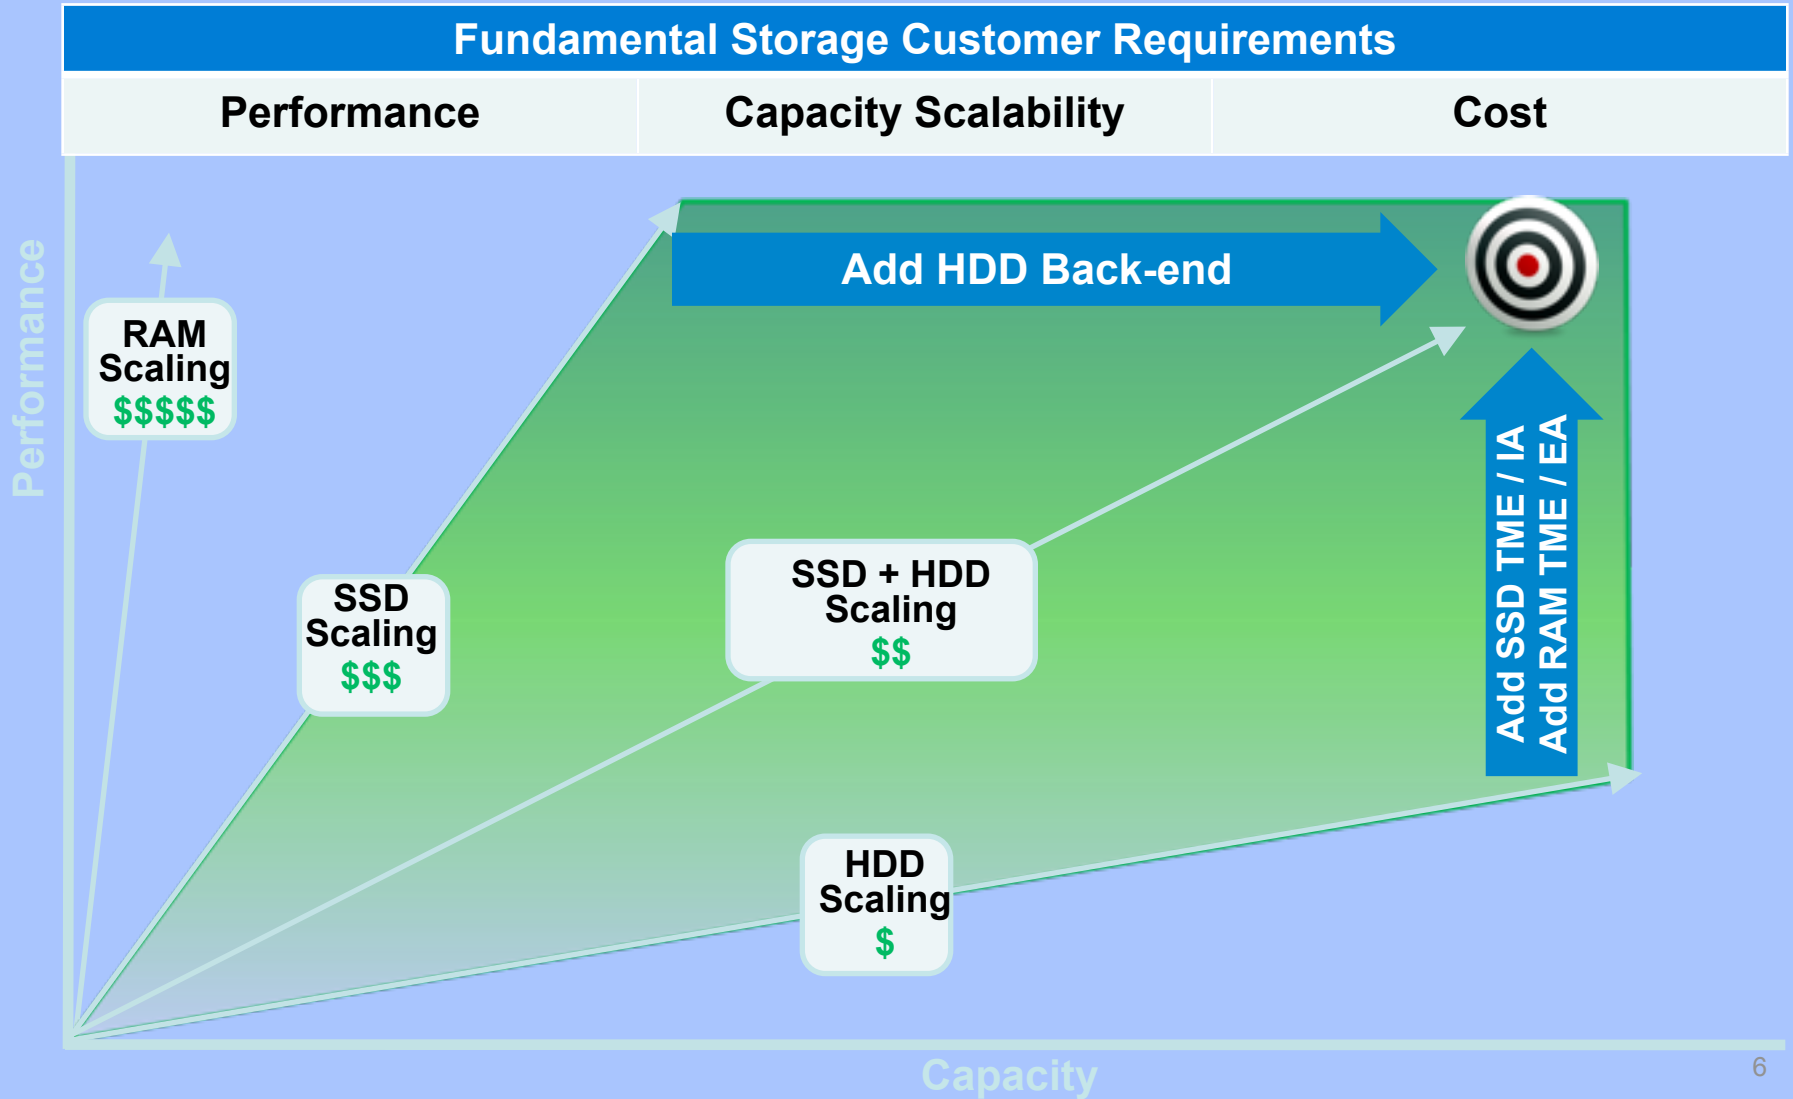 Fundamental Storage Customer Requirements
Performance
Capacity Scalability
Cost
Performance
RAM
Scaling
$$$$$
Add HDD Back-end
SSD
Scaling
$$$
SSD + HDD
Scaling
$$
Add SSD TME / IA
Add RAM TME / EA
HDD
Scaling
$
Capacity
6